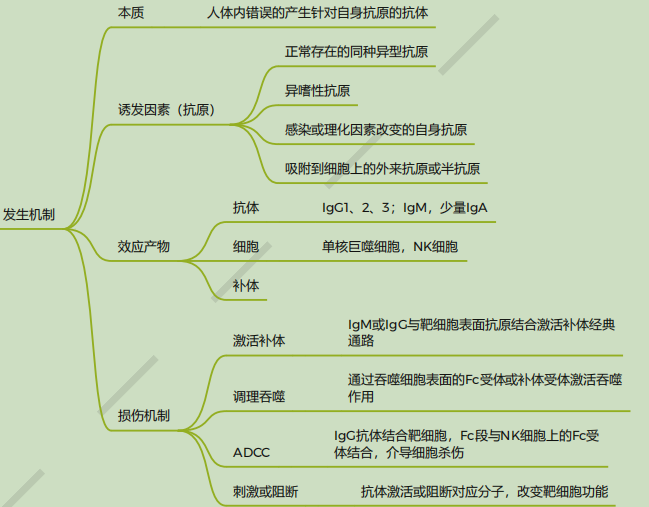 本质
人体内错误的产生针对自身抗原的抗体
正常存在的同种异型抗原
异嗜性抗原
诱发因素（抗原）
感染或理化因素改变的自身抗原
吸附到细胞上的外来抗原或半抗原
发生机制
抗体
IgG1、2、3；IgM，少量IgA
效应产物
细胞
单核巨噬细胞，NK细胞
补体
激活补体
IgM或IgG与靶细胞表面抗原结合激活补体经典
通路
调理吞噬
通过吞噬细胞表面的Fc受体或补体受体激活吞噬
作用
损伤机制
ADCC
IgG抗体结合靶细胞，Fc段与NK细胞上的Fc受
体结合，介导细胞杀伤
刺激或阻断
抗体激活或阻断对应分子，改变靶细胞功能